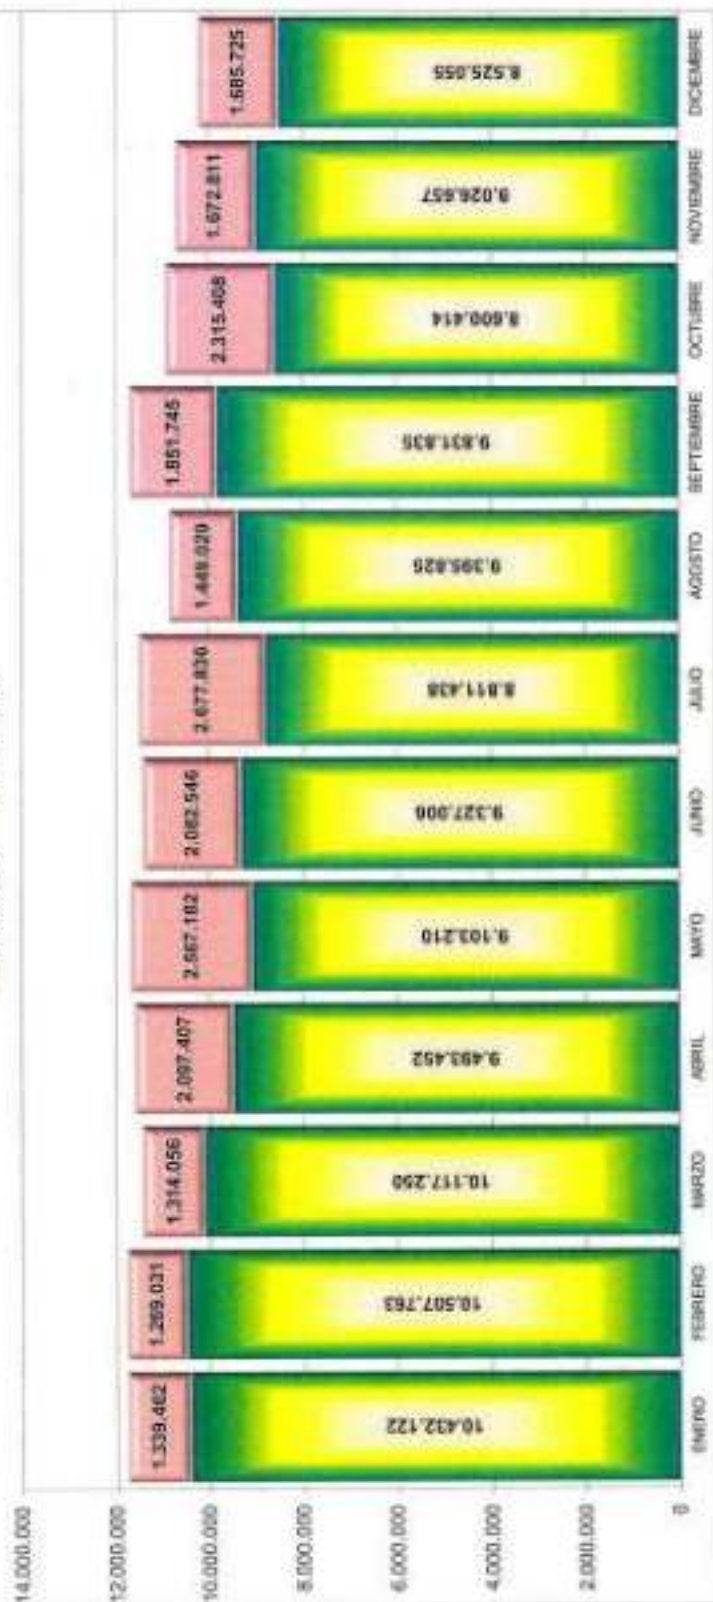 14.000.000
12.000.000
10.000.000
8.000.000
6.000.000
4.000.000
2.000.000
0
1.339.462 1.269.031 1.314.056 2.097.407 2.567.182 2.082.546 2.677.836 1.449.020 1.851.745 2.315.408 1.672.811 1.685.725
10.432.122 10.507.763 10.117.250 9.493.452 9.103.210 9.327.006 8.811.438 9.395.825 9.831.835 8.600.414 9.026.657 8.525.055
ENERO FEBRERO MARZO ABRIL MAYO JUNIO JULIO AGOSTO SEPTIEMBRE OCTUBRE NOVIEMBRE DICIEMBRE